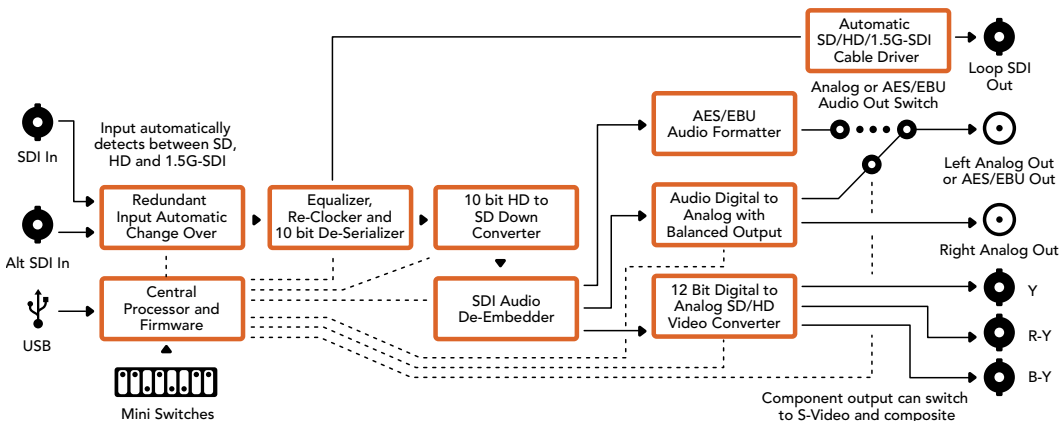 Automatic
SD/HD/1.5G-SDI
Cable Driver
Loop SDI
Out
Analog or AES/EBU
Audio Out Switch
SDI In
Input automatically
detects between SD,
HD and 1.5G-SDI
AES/EBU
Audio Formatter
Left Analog Out
or AES/EBU Out
Alt SDI In
Redundant
Input Automatic
Change Over
Equalizer,
Re-Clocker and
10 bit De-Serializer
10 bit HD to
SD Down
Converter
Audio Digital to
Analog with
Balanced Output
Right Analog Out
USB
Central
Processor and
Firmware
SDI Audio
De-Embedder
12 Bit Digital to
Analog SD/HD
Video Converter
Y
R-Y
B-Y
Mini Switches
Component output can switch
to S-Video and composite